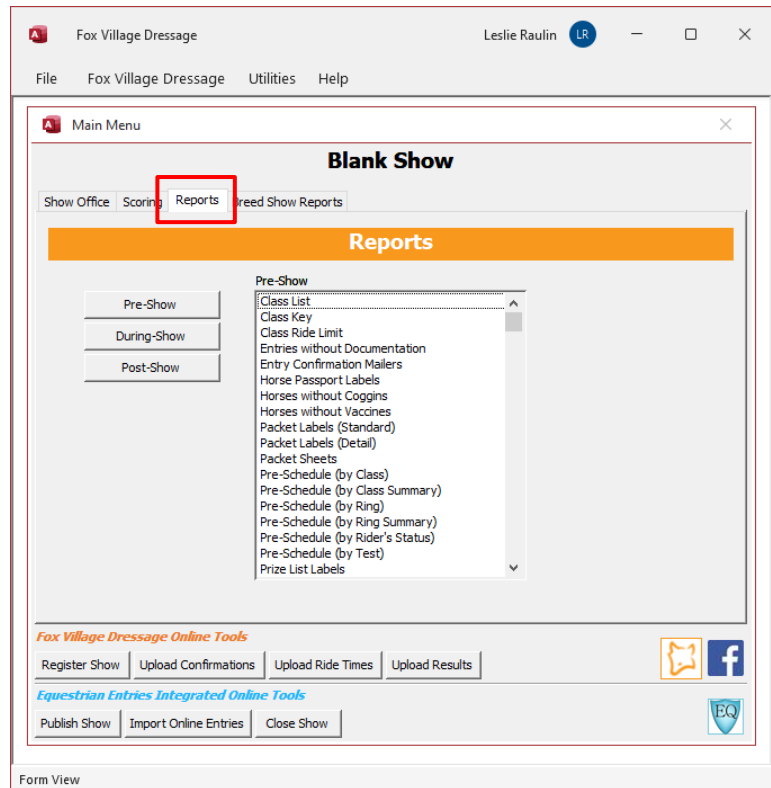 Fox Village Dressage Leslie Raulin LR
File Fox Village Dressage Utilities Help
Main Menu
Blank Show
Show Office Scoring Reports Breed Show Reports
Reports
Pre-Show
During-Show
Post-Show
Pre-Show
Class List
Class Key
Class Ride Limit
Entries without Documentation
Entry Confirmation Mailers
Horse Passport Labels
Horses without Coggins
Horses without Vaccines
Packet Labels (Standard)
Packet Labels (Detail)
Packet Sheets
Pre-Schedule (by Class)
Pre-Schedule (by Class Summary)
Pre-Schedule (by Ring)
Pre-Schedule (by Ring Summary)
Pre-Schedule (by Rider's Status)
Pre-Schedule (by Test)
Prize List Labels
Fox Village Dressage Online Tools
Register Show Upload Confirmations Upload Ride Times Upload Results
f
Equestrian Entries Integrated Online Tools
Publish Show Import Online Entries Close Show
EQ
Form View